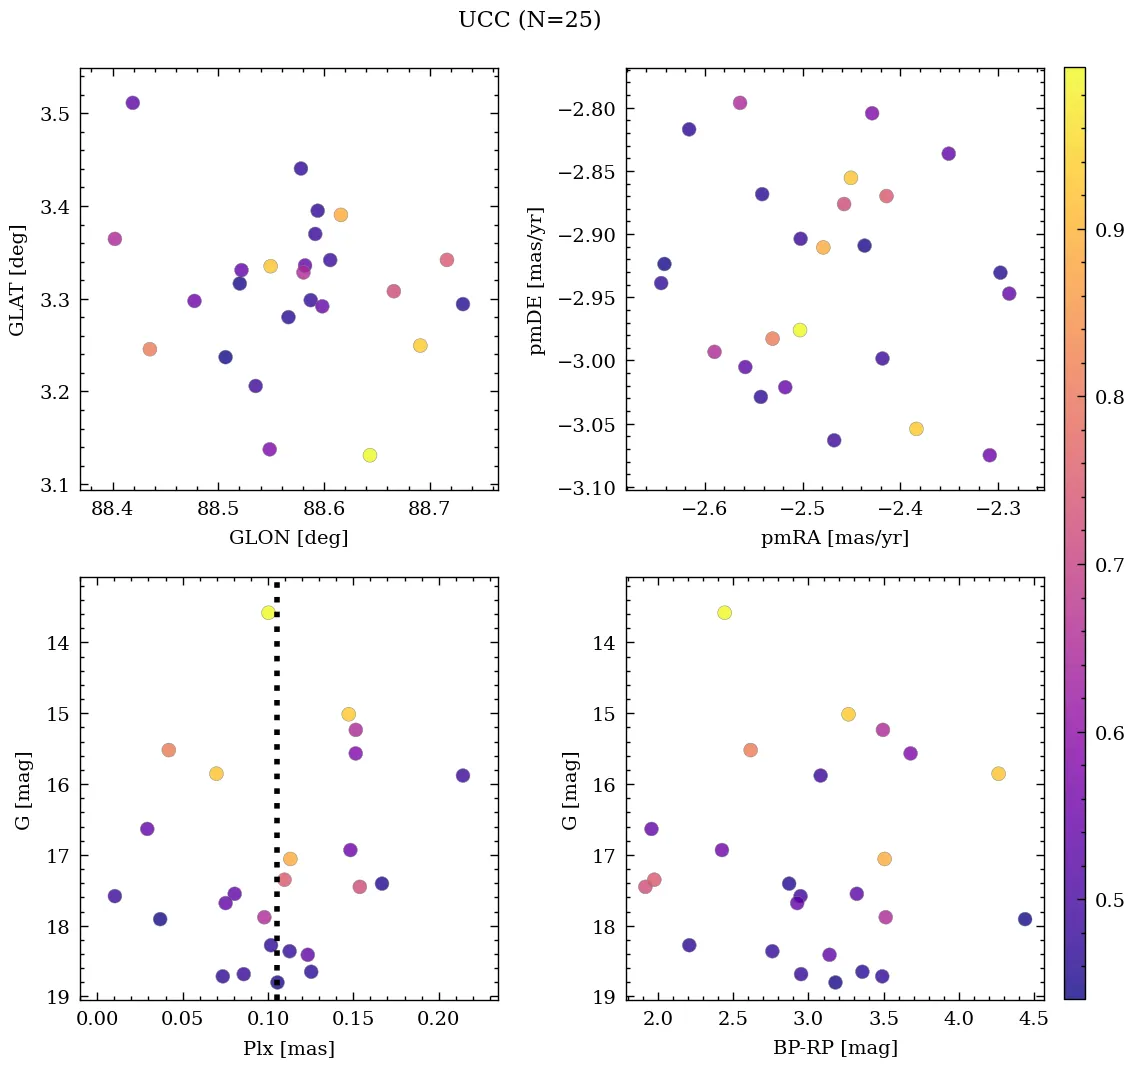 UCC (N=25)
3.5
3.4
3.3
3.2
3.1
GLAT [deg]
88.4 88.5 88.6 88.7
GLON [deg]
−2.80
−2.85
−2.90
−2.95
−3.00
−3.05
−3.10
pmDE [mas/yr]
−2.6 −2.5 −2.4 −2.3
pmRA [mas/yr]
14
15
16
17
18
19
G [mag]
0.00 0.05 0.10 0.15 0.20
Plx [mas]
14
15
16
17
18
19
G [mag]
2.0 2.5 3.0 3.5 4.0 4.5
BP-RP [mag]
0.9
0.8
0.7
0.6
0.5